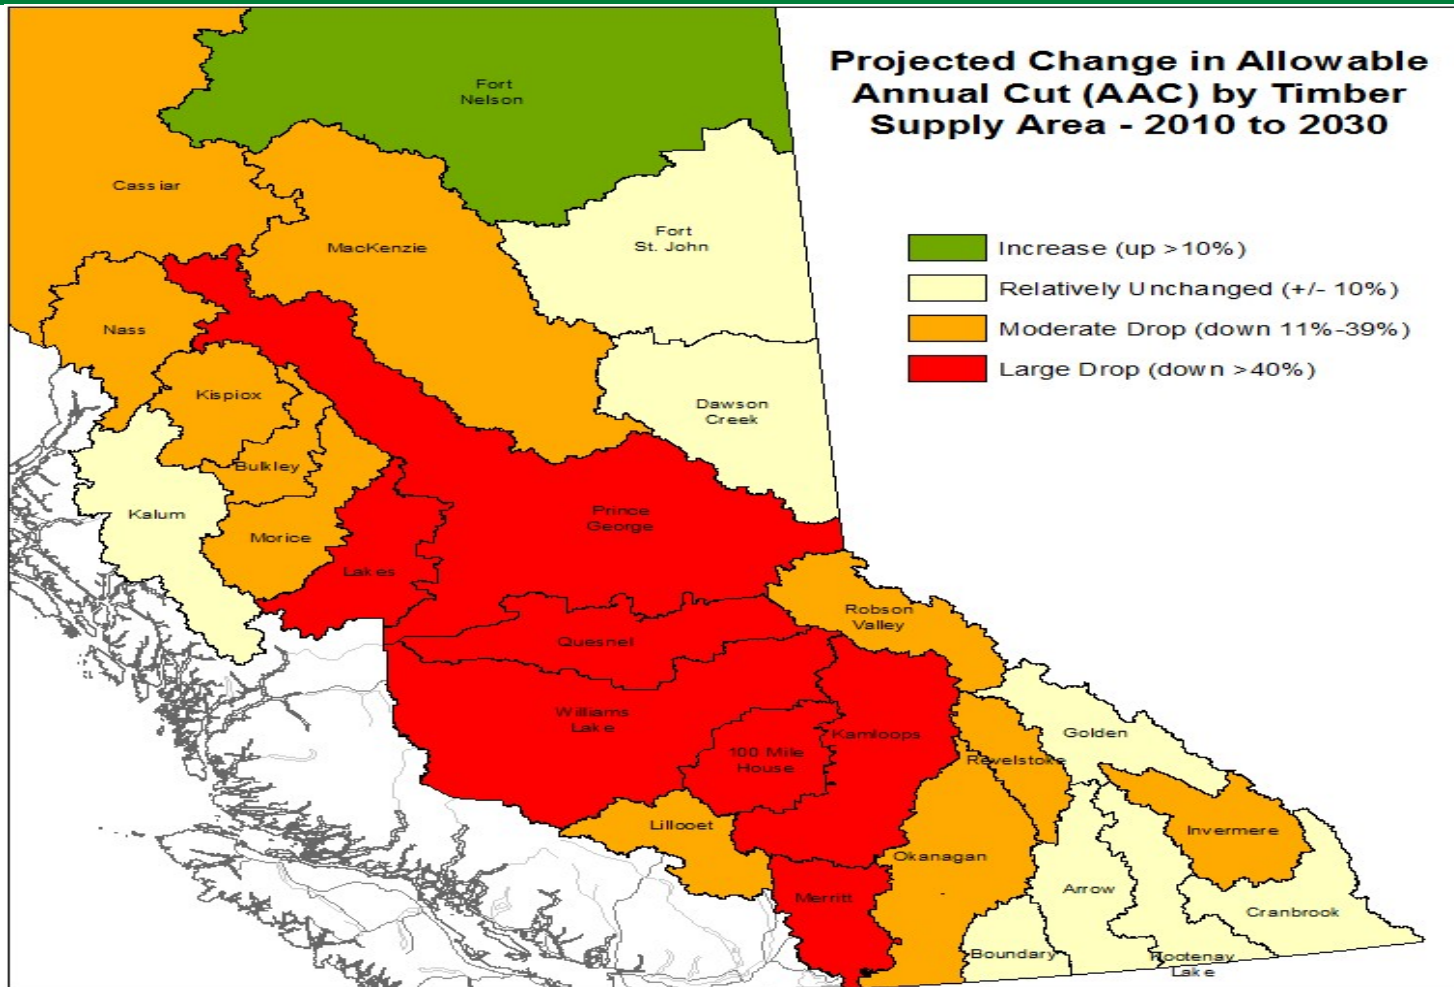 Projected Change in Allowable
Annual Cut (AAC) by Timber
Supply Area - 2010 to 2030
Increase (up >10%)
Relatively Unchanged (+/- 10%)
Moderate Drop (down 11%-39%)
Large Drop (down >40%)
Fort
Nelson
Cassiar
MacKenzie
Fort
St. John
Nass
Kispiox
Dawson
Creek
Bulkley
Kalum
Prince
George
Morice
Lakes
Robson
Valley
Quesnel
Williams
Lake
Kamloops
Golden
100 Mile
House
Revelstoke
Lillooet
Invermere
Okanagan
Arrow
Merritt
Cranbrook
Boundary
Kootenay
Lake